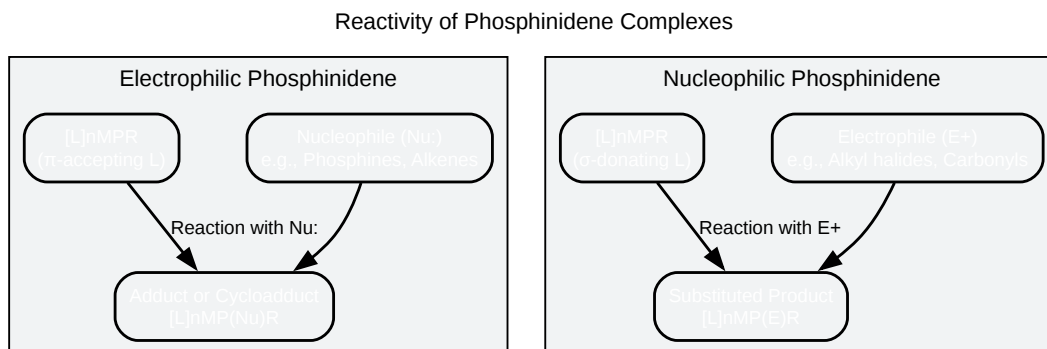 Reactivity of Phosphinidene Complexes
Electrophilic Phosphinidene
[L]nMPR
(π-accepting L)
Nucleophile (Nu:)
e.g., Phosphines, Alkenes
Reaction with Nu:
Adduct or Cycloadduct
[L]nMP(Nu)R
Nucleophilic Phosphinidene
[L]nMPR
(σ-donating L)
Electrophile (E+)
e.g., Alkyl halides, Carbonyls
Reaction with E+
Substituted Product
[L]nMP(E)R